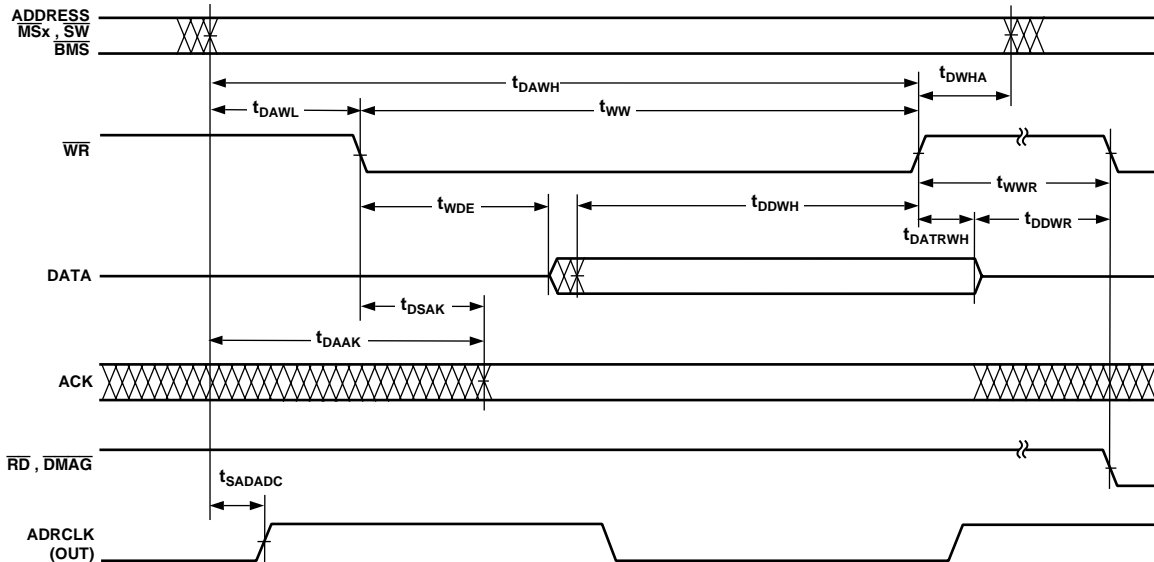 ADDRESS
MSx , SW
BMS
tDAWH
tDWHA
tDAWL
tWW
WR
tWWR
tWDE
tDDWH
tDATRWH
tDDWR
DATA
tDSAK
tDAAK
ACK
RD , DMAG
tSADADC
ADRCLK
(OUT)